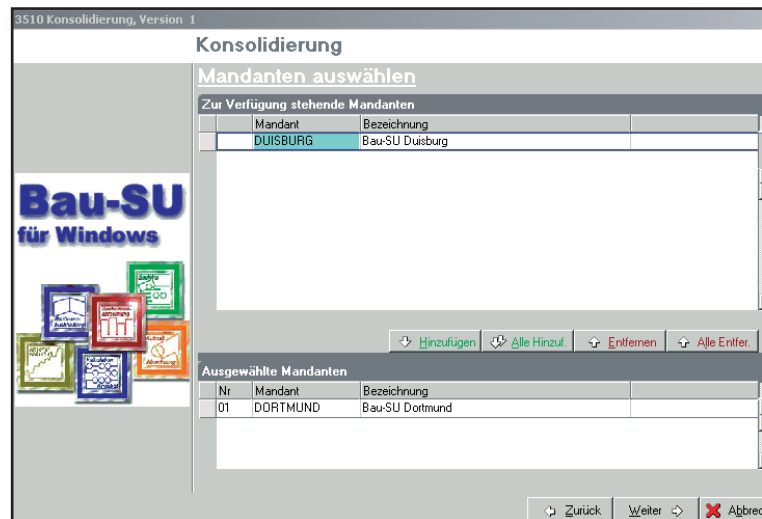 3510 Konsolidierung, Version 1
Konsolidierung
Mandanten auswählen
Zur Verfügung stehende Mandanten
Mandant Bezeichnung
DUISBURG Bau-SU Duisburg
Bau-SU
für Windows
Hinzufügen Alle Hinzuf. Entfernen Alle Entfer.
Ausgewählte Mandanten
Nr Mandant Bezeichnung
01 DORTMUND Bau-SU Dortmund
Zurück Weiter Abbrec